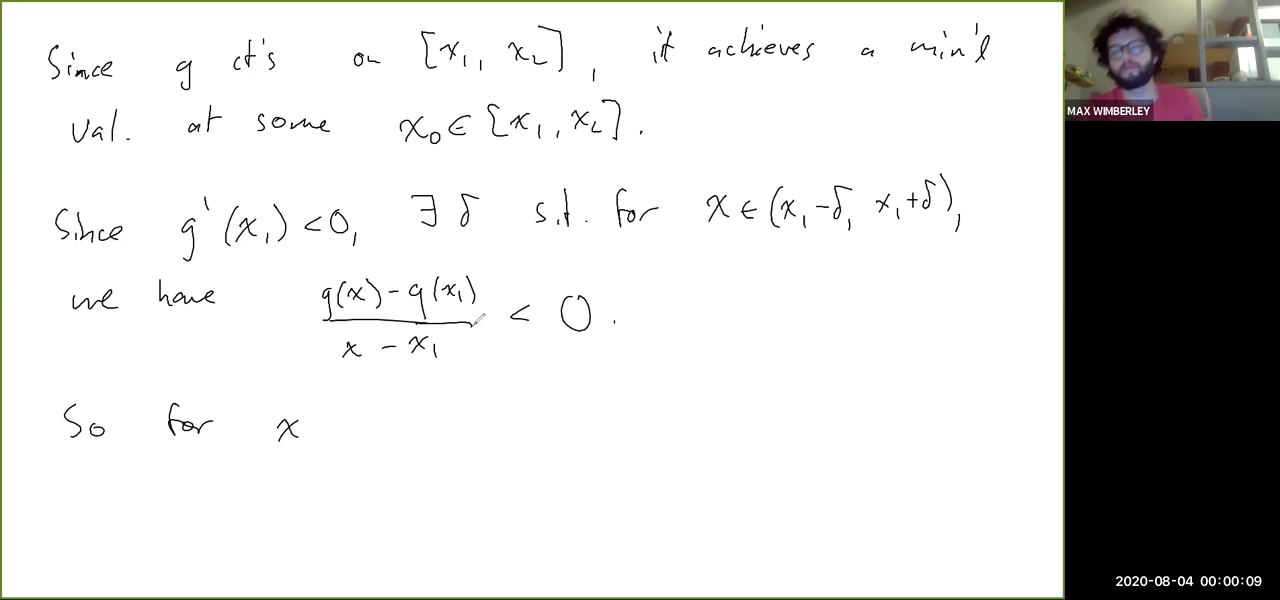 Since g ct's on [x₁, x₂], it achieves a min'l
val. at some x₀ ∈ [x₁, x₂].
Since g'(x₁) < 0, ∃ δ s.t. for x ∈ (x₁-δ, x₁+δ),
we have g(x) - g(x₁) / x - x₁ < 0.
So for x
MAX WIMBERLEY
2020-08-04 00:00:09